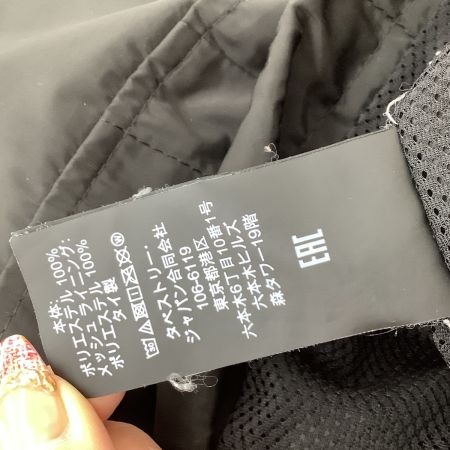 本体: 100%
ポリエステルライニング:
メッシュ 100%
ポリエステル
タイ製
タペストリー・
ジャパン合同会社
106-6119
東京都港区
六本木6丁目10番1号
六本木ヒルズ
森タワー19階
EAC